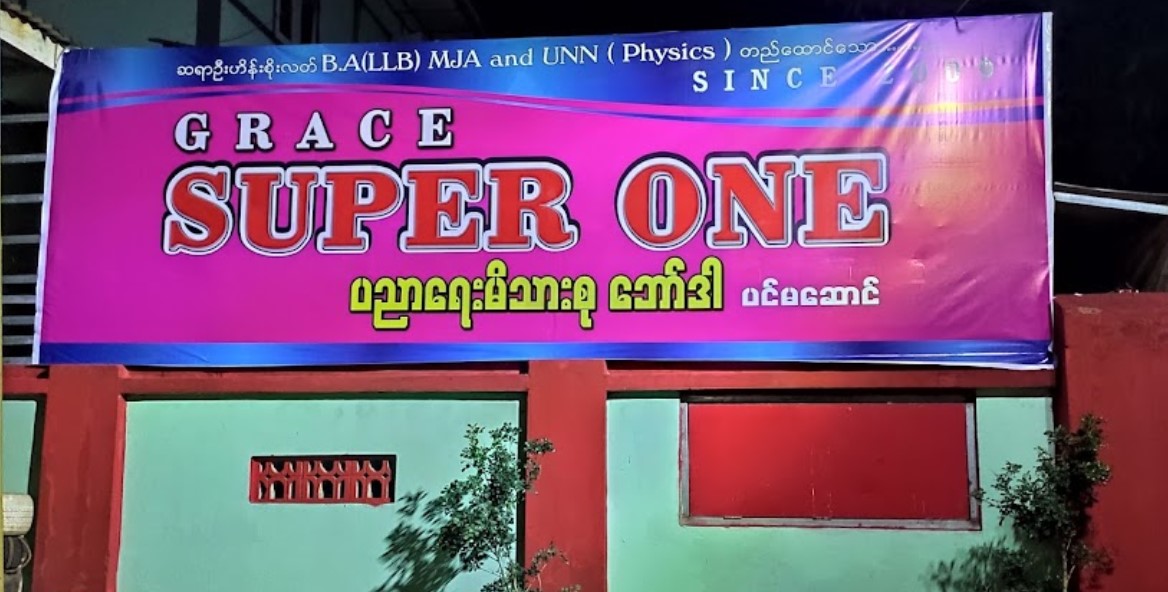 ဆရာဦးဟိန်းစိုးလတ် B.A(LLB) MJA and UNN ( Physics ) တည်ထောင်သော......
SINCE
GRACE
SUPER ONE
ပညာရေးမိသားစု ဘော်ဒါ ပင်မဆောင်